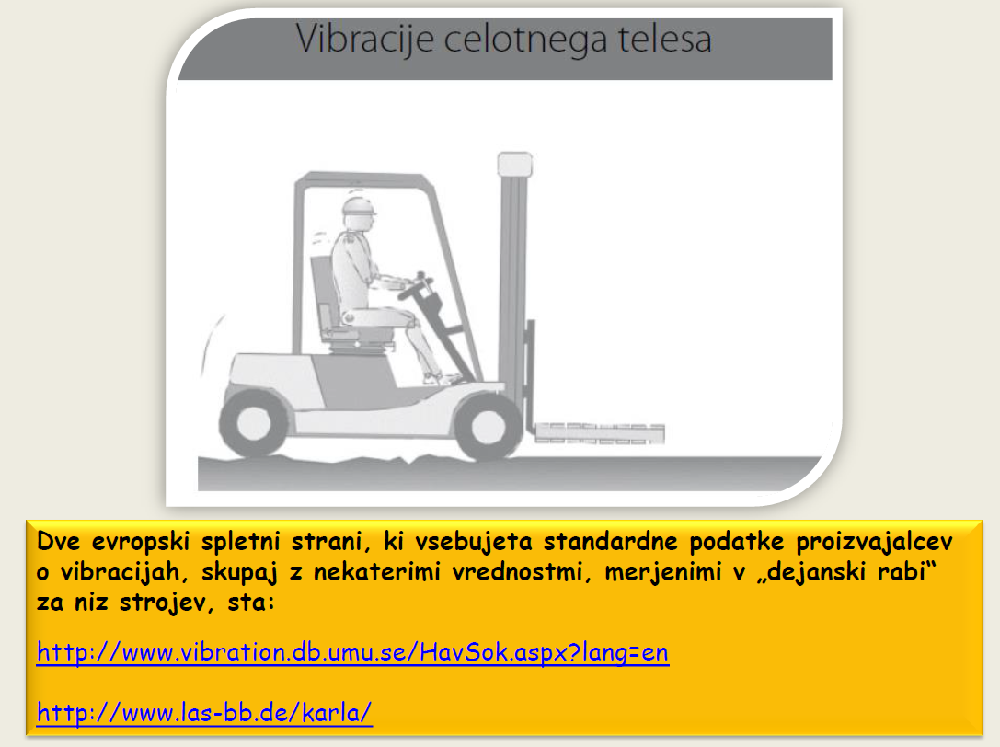 Vibracije celotnega telesa
Dve evropski spletni strani, ki vsebujeta standardne podatke proizvajalcev
o vibracijah, skupaj z nekaterimi vrednostmi, merjenimi v „dejanski rabi“
za niz strojev, sta:
http://www.vibration.db.umu.se/HavSok.aspx?lang=en
http://www.las-bb.de/karla/